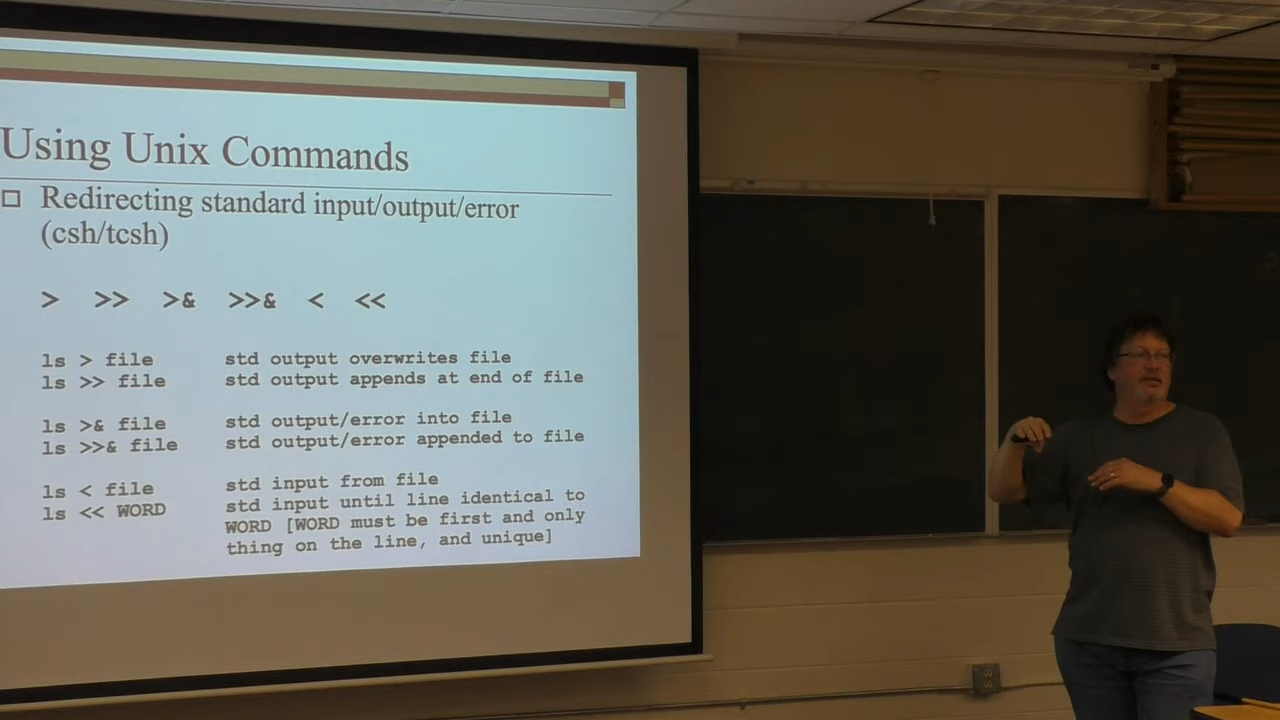 Using Unix Commands
Redirecting standard input/output/error
(csh/tcsh)
> >> >& >>& < <<
ls > file std output overwrites file
ls >> file std output appends at end of file
ls >& file std output/error into file
ls >>& file std output/error appended to file
ls < file std input from file
ls << WORD std input until line identical to
WORD [WORD must be first and only
thing on the line, and unique]